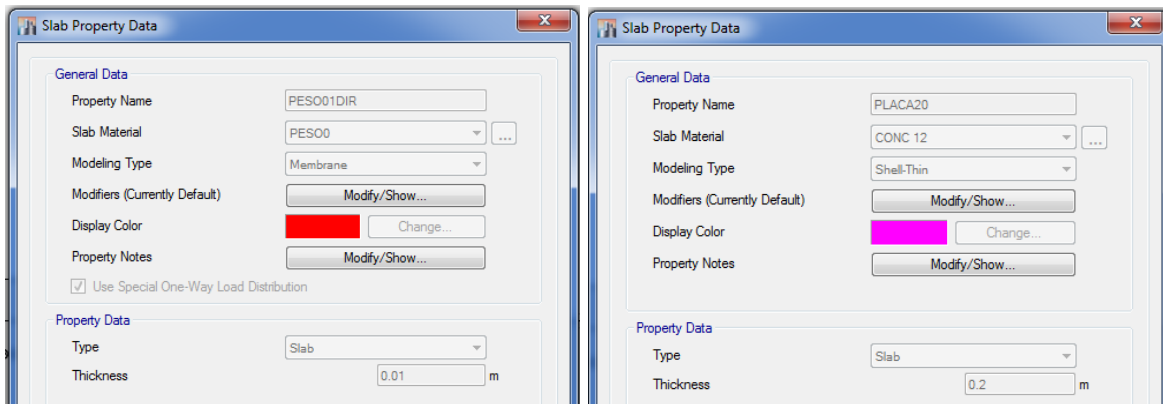 Slab Property Data
General Data
Property Name PESO01DIR
Slab Material PESO0 ...
Modeling Type Membrane
Modifiers (Currently Default) Modify/Show...
Display Color Change...
Property Notes Modify/Show...
Use Special One-Way Load Distribution
Property Data
Type Slab
Thickness 0.01 m
Slab Property Data
General Data
Property Name PLACA20
Slab Material CONC 12 ...
Modeling Type Shell-Thin
Modifiers (Currently Default) Modify/Show...
Display Color Change...
Property Notes Modify/Show...
Property Data
Type Slab
Thickness 0.2 m